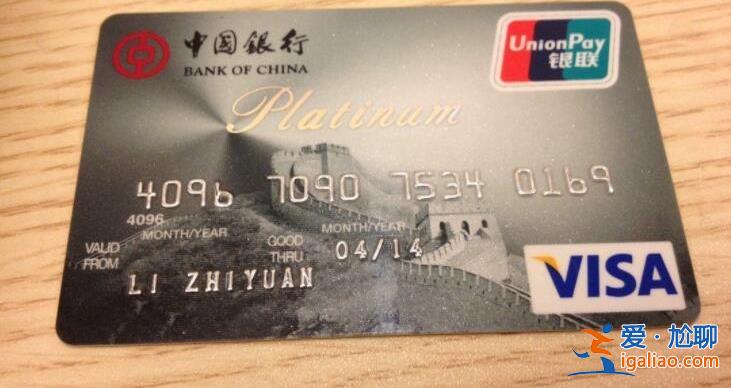 中国银行
BANK OF CHINA
UnionPay
银联
Platinum
4096 7090 7534 0169
4096
MONTH/YEAR
MONTH/YEAR
VALID
FROM
GOOD
THRU
04/14
LI ZHIYUAN
VISA
爱·尬聊
igaliao.com